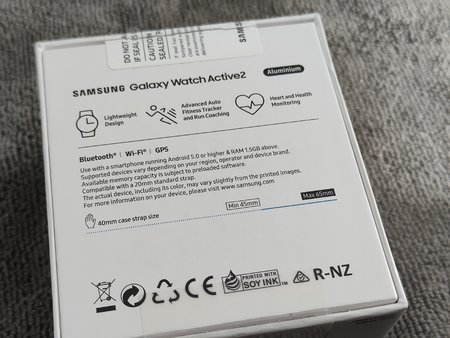 DO NOT A
IF SEAL IS
CAUTION
SEALED P
SAMS
SAMSUNG Galaxy Watch Active2 Aluminium
Lightweight Design
Advanced Auto Fitness Tracker and Run Coaching
Heart and Health Monitoring
Bluetooth® | Wi-Fi® | GPS
Use with a smartphone running Android 5.0 or higher & RAM 1.5GB above.
Supported devices may vary depending on your region, operator and device brand.
Available memory capacity is subject to preloaded software.
Compatible with a 20mm standard strap.
The actual device, including its color, may vary slightly from the printed images.
For more information on your device, please visit www.samsung.com.
40mm case strap size
Min 45mm
Max 65mm
CE
PRINTED WITH
SOY INK™
R-NZ